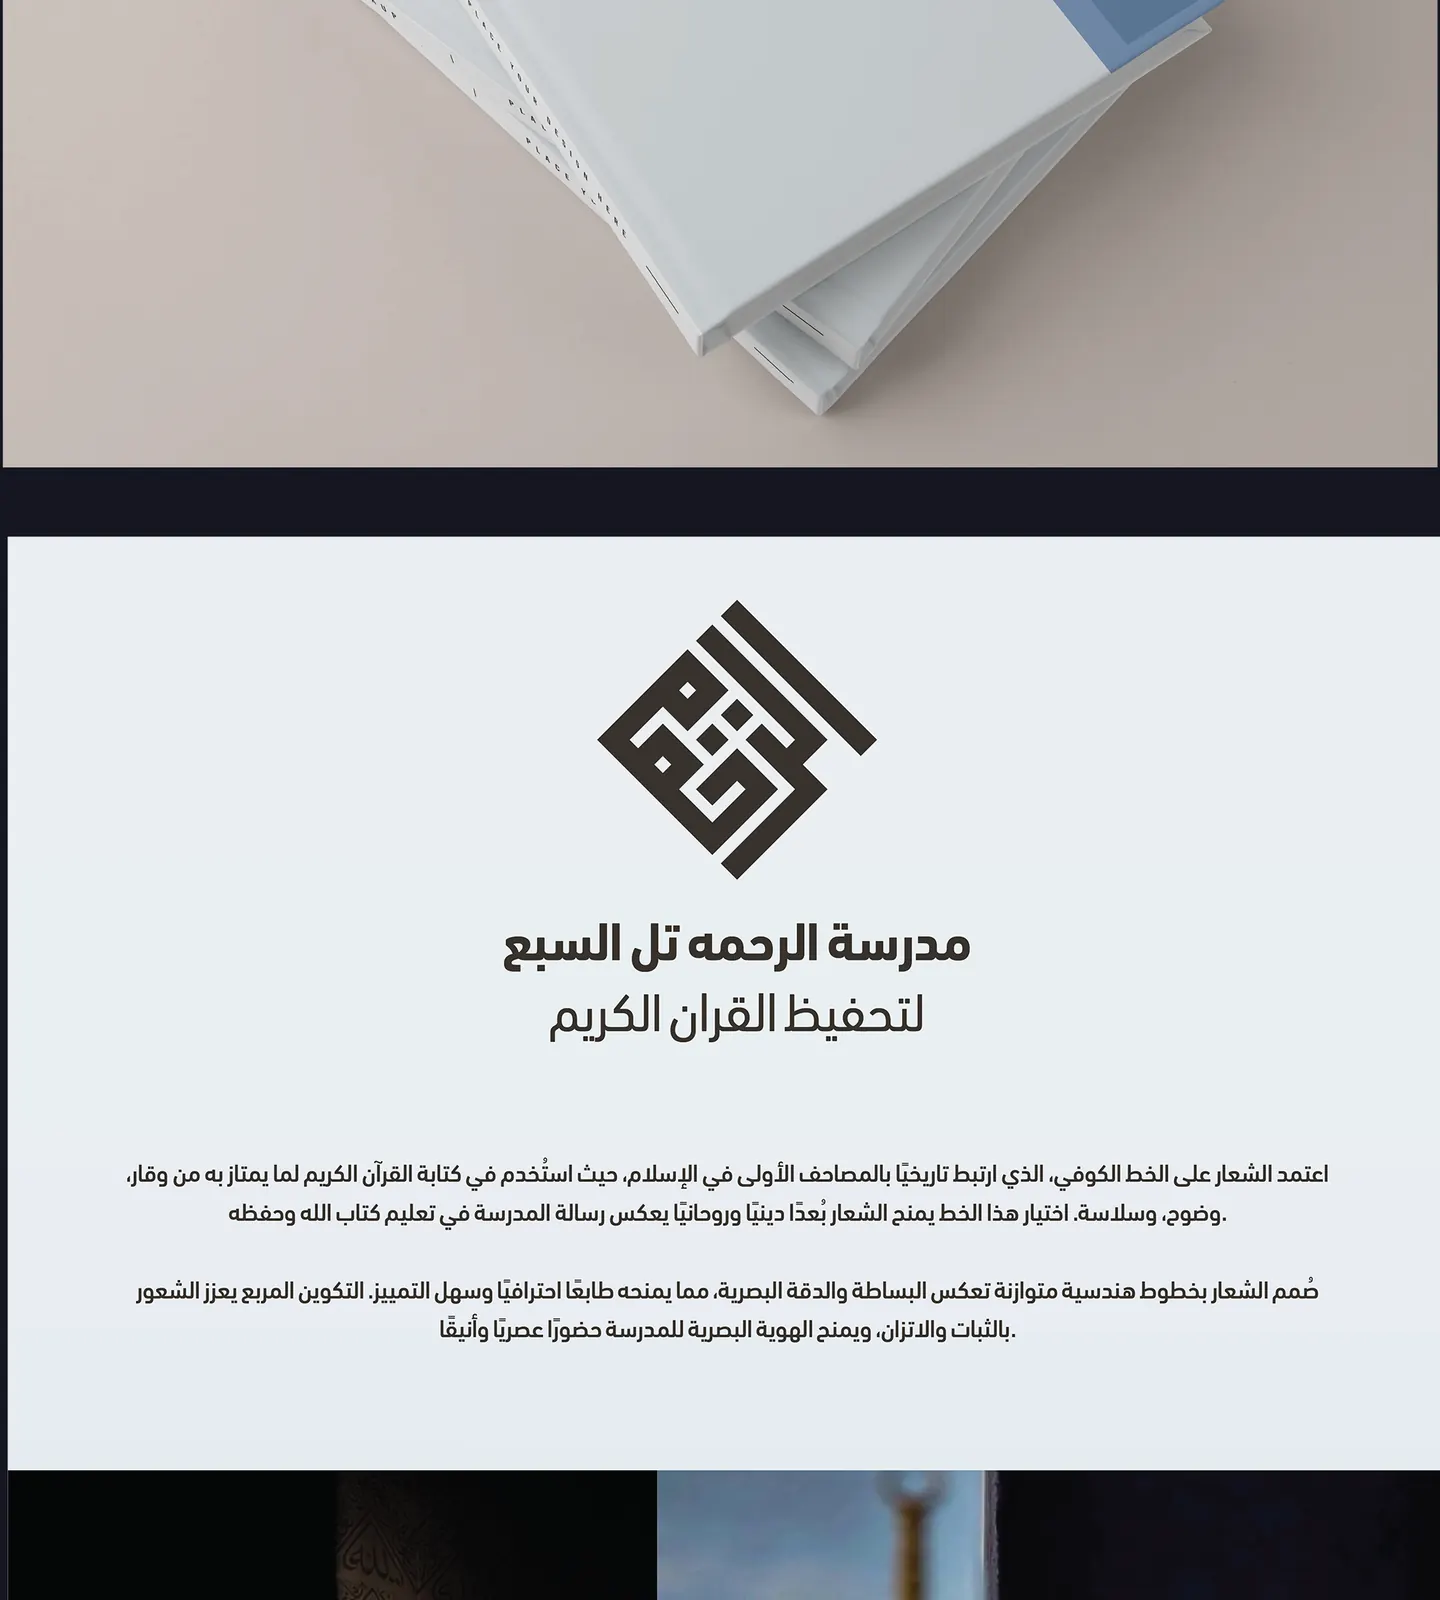 PLACE YOUR DESIGN HERE
مدرسة الرحمه تل السبع
لتحفيظ القران الكريم
اعتمد الشعار على الخط الكوفي، الذي ارتبط تاريخيًا بالمصاحف الأولى في الإسلام، حيث استُخدم في كتابة القرآن الكريم لما يمتاز به من وقار،
وضوح، وسلاسة. اختيار هذا الخط يمنح الشعار بُعدًا دينيًا وروحانيًا يعكس رسالة المدرسة في تعليم كتاب الله وحفظه.
صُمم الشعار بخطوط هندسية متوازنة تعكس البساطة والدقة البصرية، مما يمنحه طابعًا احترافيًا وسهل التمييز. التكوين المربع يعزز الشعور
بالثبات والاتزان، ويمنح الهوية البصرية للمدرسة حضورًا عصريًا وأنيقًا.